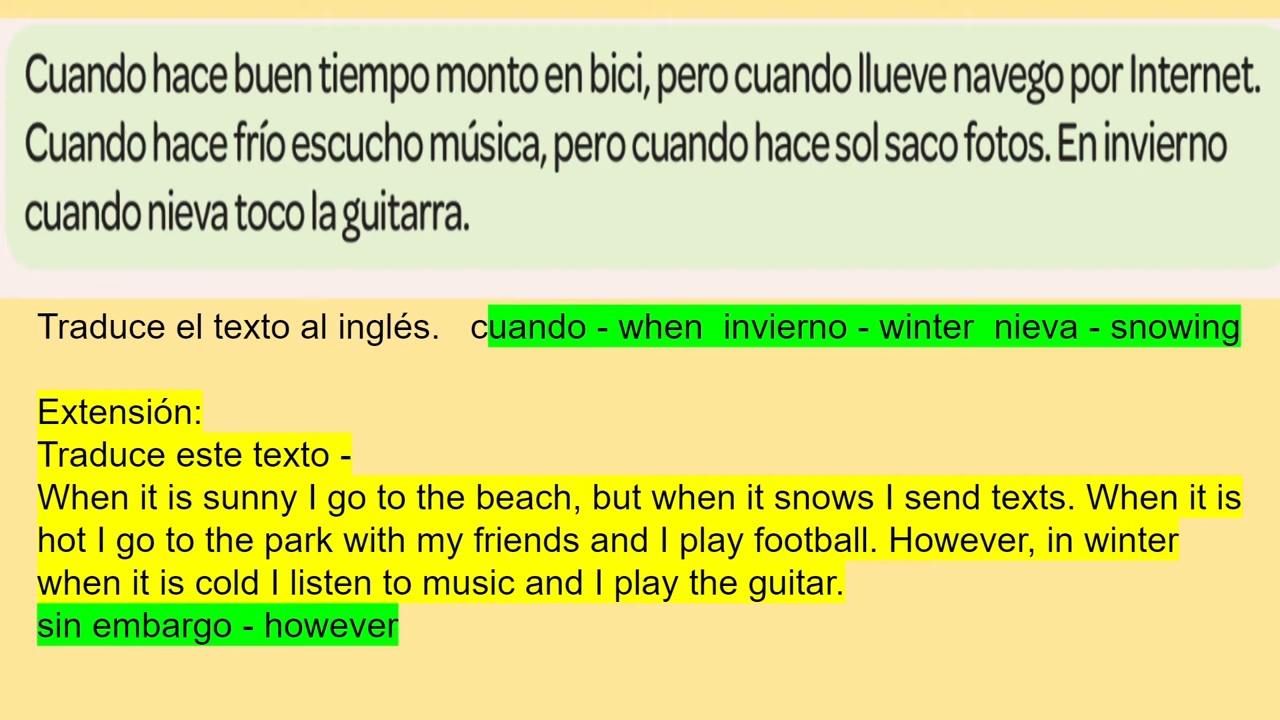 Cuando hace buen tiempo monto en bici, pero cuando llueve navego por Internet.
Cuando hace frío escucho música, pero cuando hace sol saco fotos. En invierno
cuando nieva toco la guitarra.
Traduce el texto al inglés. cuando - when invierno - winter nieva - snowing
Extensión:
Traduce este texto -
When it is sunny I go to the beach, but when it snows I send texts. When it is
hot I go to the park with my friends and I play football. However, in winter
when it is cold I listen to music and I play the guitar.
sin embargo - however